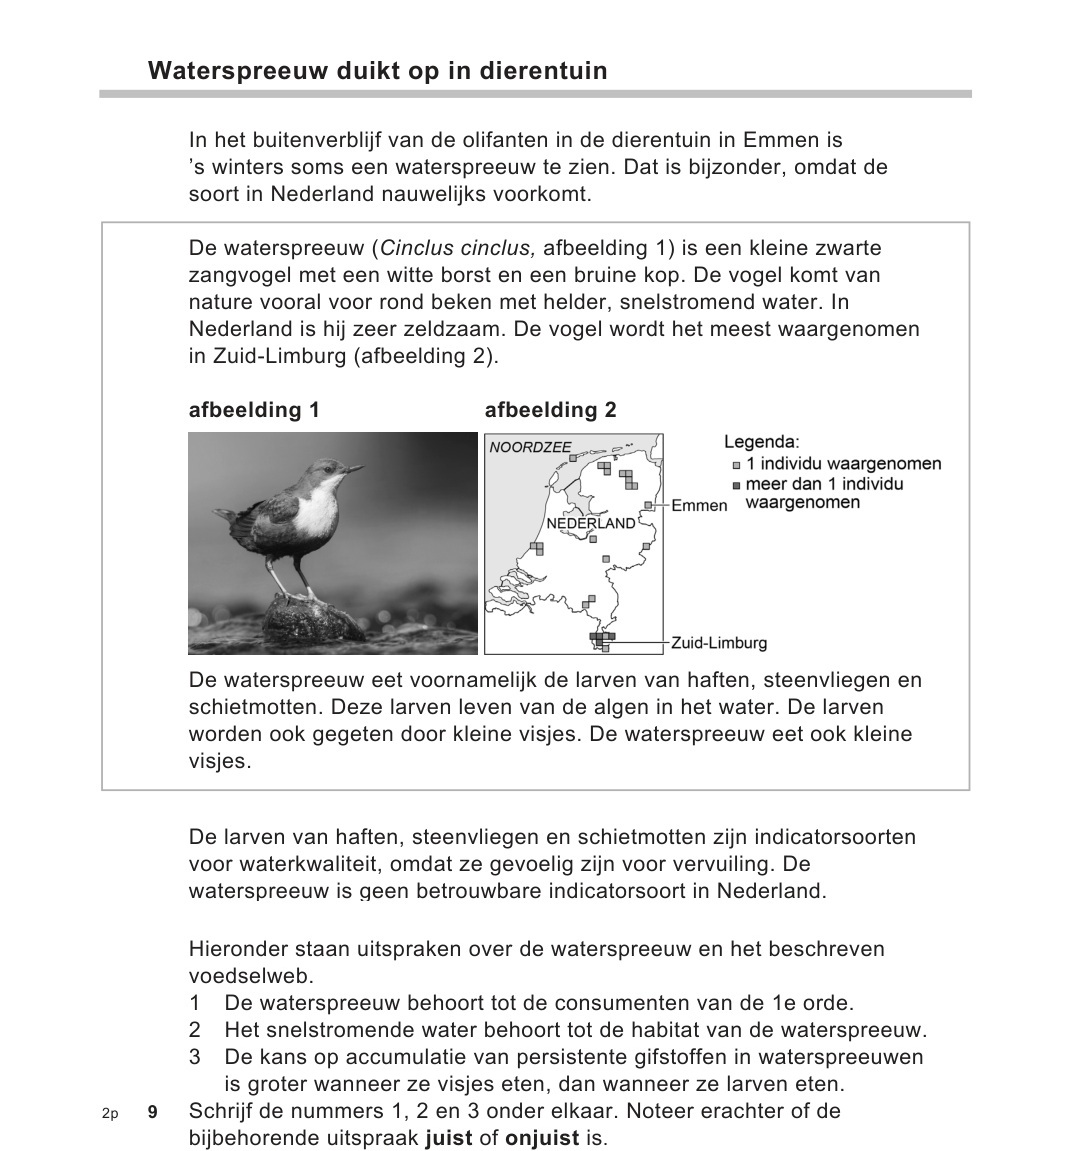 Waterspreeuw duikt op in dierentuin
In het buitenverblijf van de olifanten in de dierentuin in Emmen is
’s winters soms een waterspreeuw te zien. Dat is bijzonder, omdat de
soort in Nederland nauwelijks voorkomt.
De waterspreeuw (Cinclus cinclus, afbeelding 1) is een kleine zwarte
zangvogel met een witte borst en een bruine kop. De vogel komt van
nature vooral voor rond beken met helder, snelstromend water. In
Nederland is hij zeer zeldzaam. De vogel wordt het meest waargenomen
in Zuid-Limburg (afbeelding 2).
afbeelding 1
afbeelding 2
NOORDZEE
NEDERLAND
Emmen
Zuid-Limburg
Legenda:
1 individu waargenomen
meer dan 1 individu
waargenomen
De waterspreeuw eet voornamelijk de larven van haften, steenvliegen en
schietmotten. Deze larven leven van de algen in het water. De larven
worden ook gegeten door kleine visjes. De waterspreeuw eet ook kleine
visjes.
De larven van haften, steenvliegen en schietmotten zijn indicatorsoorten
voor waterkwaliteit, omdat ze gevoelig zijn voor vervuiling. De
waterspreeuw is geen betrouwbare indicatorsoort in Nederland.
Hieronder staan uitspraken over de waterspreeuw en het beschreven
voedselweb.
1 De waterspreeuw behoort tot de consumenten van de 1e orde.
2 Het snelstromende water behoort tot de habitat van de waterspreeuw.
3 De kans op accumulatie van persistente gifstoffen in waterspreeuwen
is groter wanneer ze visjes eten, dan wanneer ze larven eten.
2p 9 Schrijf de nummers 1, 2 en 3 onder elkaar. Noteer erachter of de
bijbehorende uitspraak juist of onjuist is.